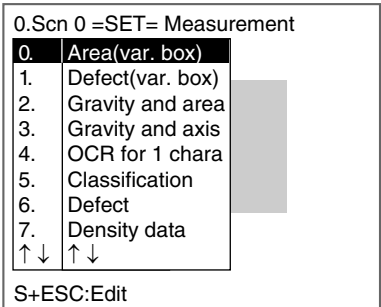 0.Scn 0 =SET= Measurement
0. Area(var. box)
1. Defect(var. box)
2. Gravity and area
3. Gravity and axis
4. OCR for 1 chara
5. Classification
6. Defect
7. Density data
↑↓ ↑↓
S+ESC:Edit